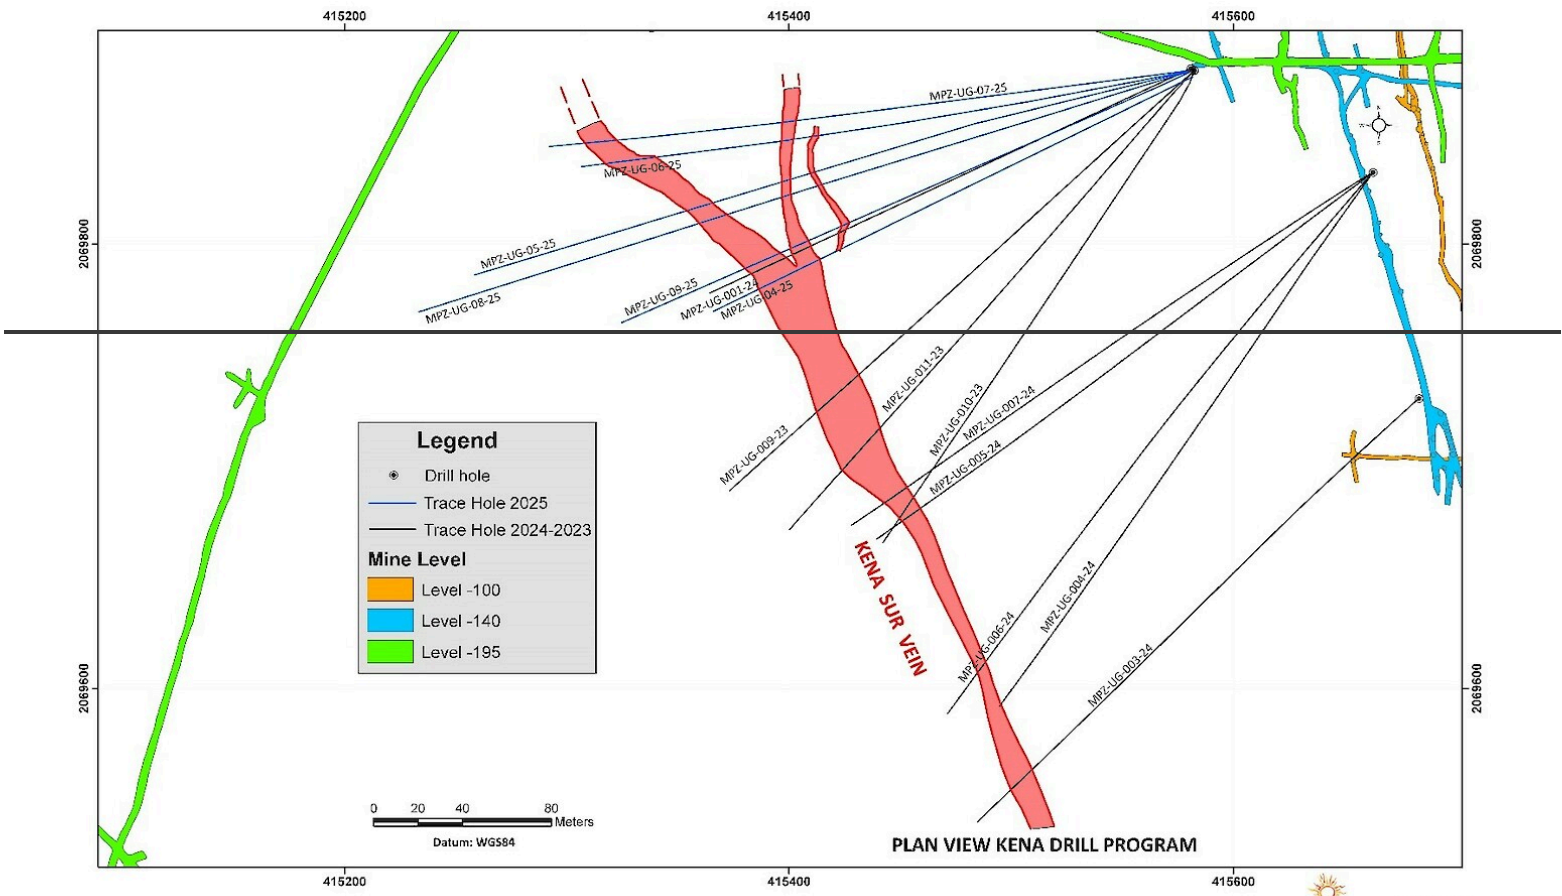 415200
415400
415600
MPZ-UG-07-25
MPZ-UG-06-25
2069800
2069800
MPZ-UG-05-25
MPZ-UG-08-25
MPZ-UG-09-25
MPZ-UG-001-24
MPZ-UG-04-25
MPZ-UG-011-23
MPZ-UG-010-23
MPZ-UG-007-24
MPZ-UG-009-23
MPZ-UG-005-24
Legend
Drill hole
Trace Hole 2025
Trace Hole 2024-2023
Mine Level
Level -100
Level -140
Level -195
KENA SUR VEIN
MPZ-UG-004-24
MPZ-UG-006-24
MPZ-UG-003-24
2069600
2069600
0 20 40 80
Meters
Datum: WGS84
PLAN VIEW KENA DRILL PROGRAM
415200
415400
415600